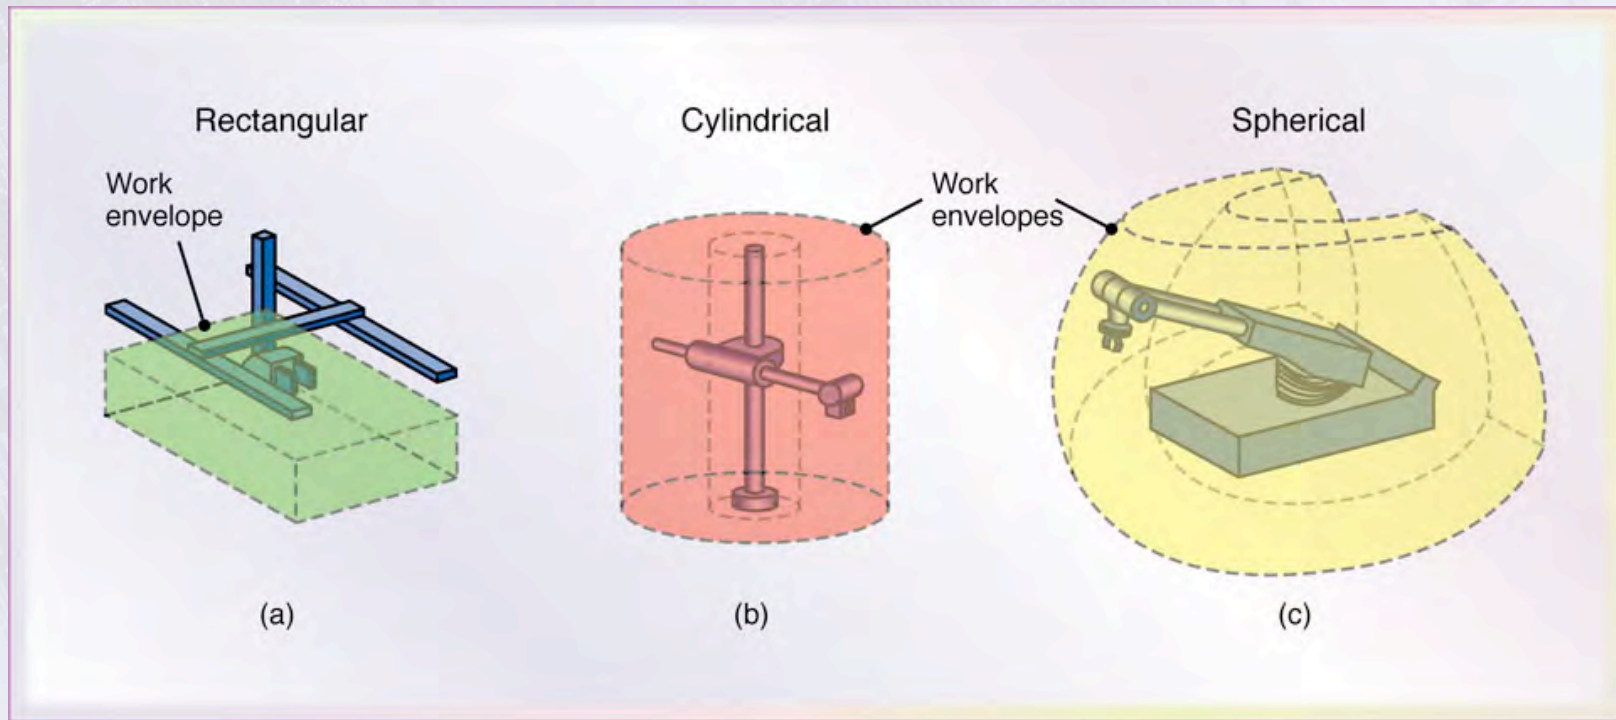 Rectangular
Cylindrical
Spherical
Work
envelope
Work
envelopes
(a)
(b)
(c)